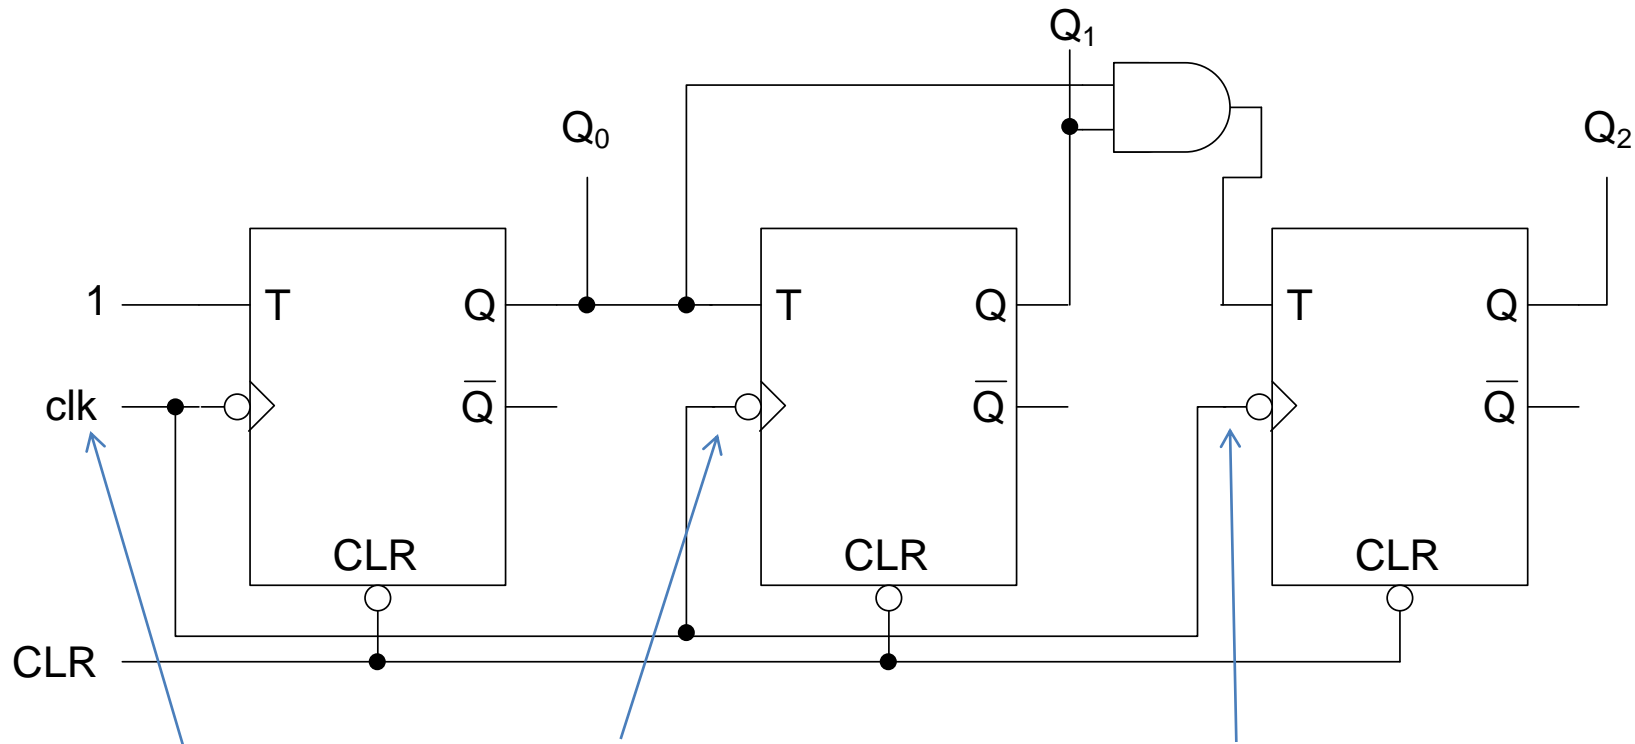 Q₁
Q₀
Q₂
1 T Q T Q T Q
clk Q̅ Q̅ Q̅
CLR CLR CLR
CLR